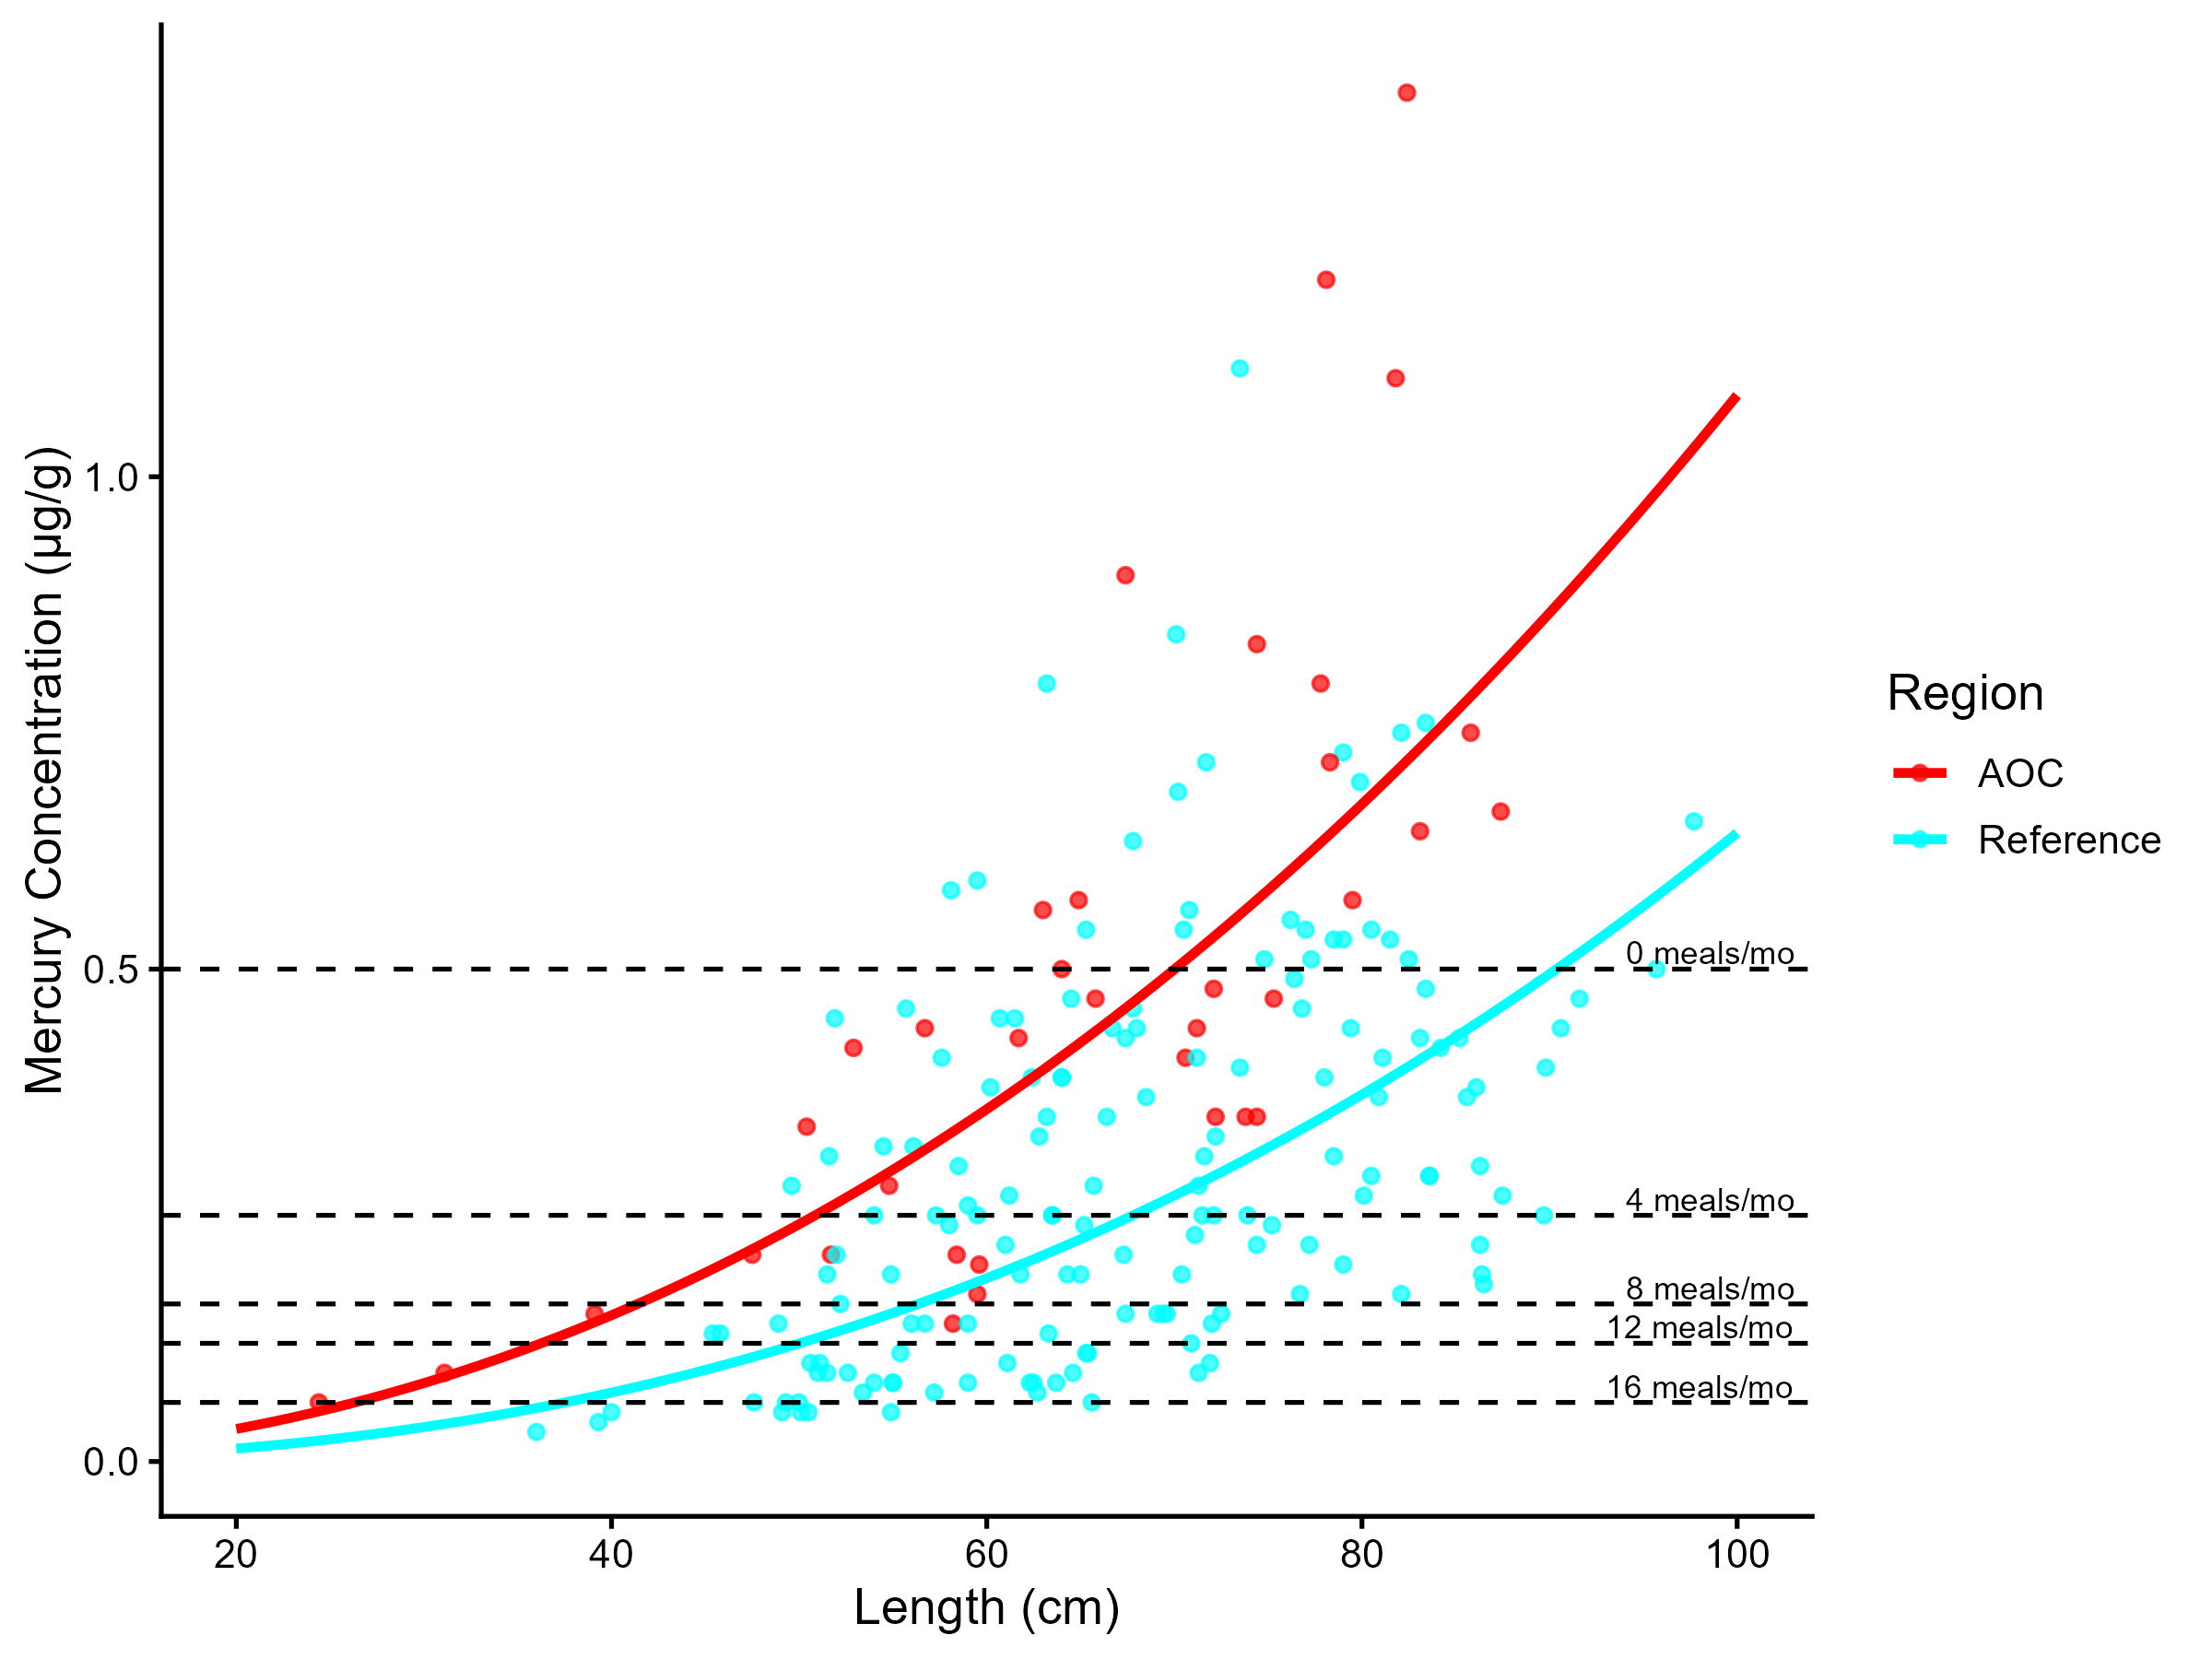 Mercury Concentration (µg/g)
1.0
0.5
0.0
0 meals/mo
4 meals/mo
8 meals/mo
12 meals/mo
16 meals/mo
20
40
60
80
100
Length (cm)
Region
AOC
Reference